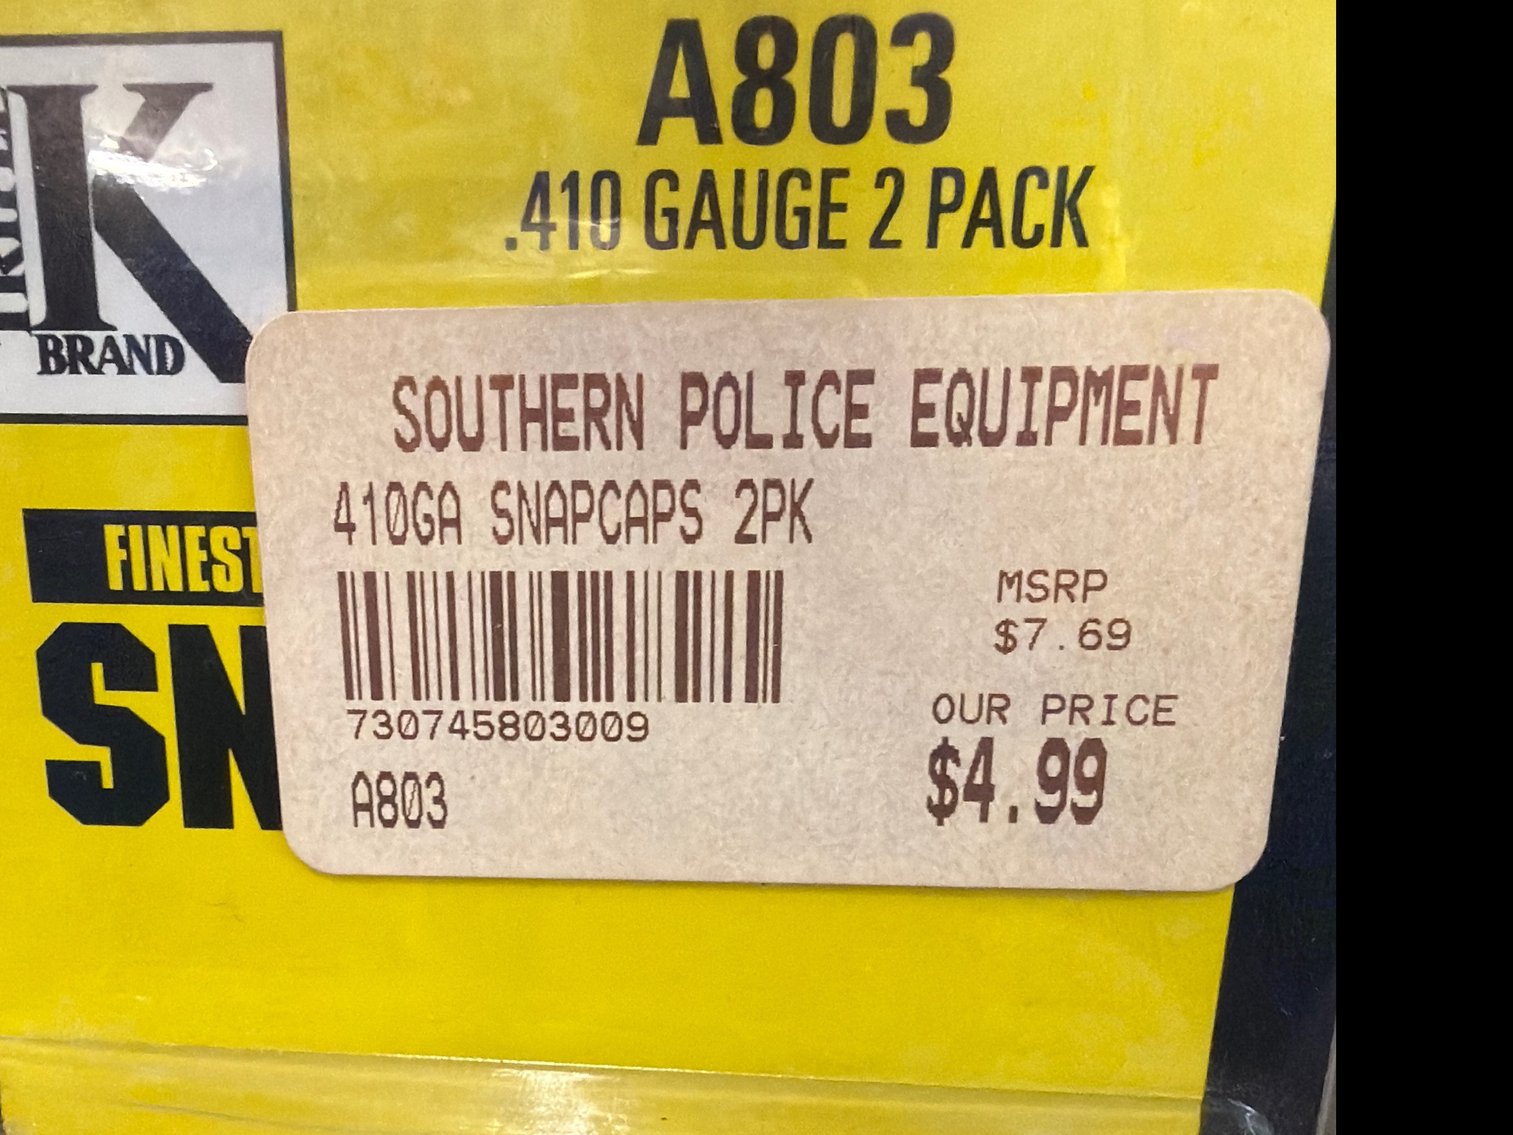 A803
.410 GAUGE 2 PACK
K
BRAND
SOUTHERN POLICE EQUIPMENT
410GA SNAPCAPS 2PK
MSRP
$7.69
730745803009
OUR PRICE
$4.99
A803
FINEST
SN